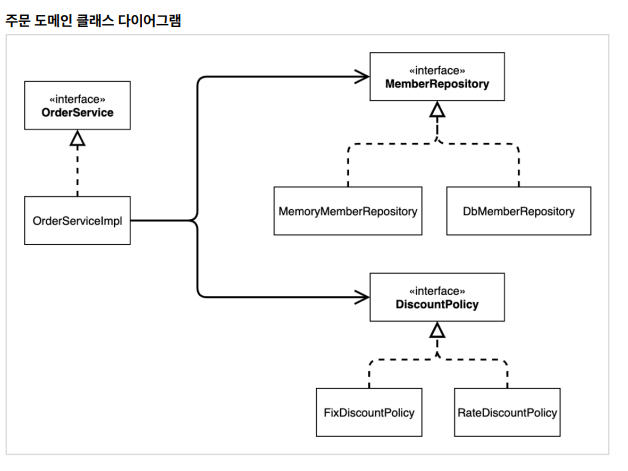 주문 도메인 클래스 다이어그램
«interface»
OrderService
OrderServiceImpl
«interface»
MemberRepository
MemoryMemberRepository
DbMemberRepository
«interface»
DiscountPolicy
FixDiscountPolicy
RateDiscountPolicy